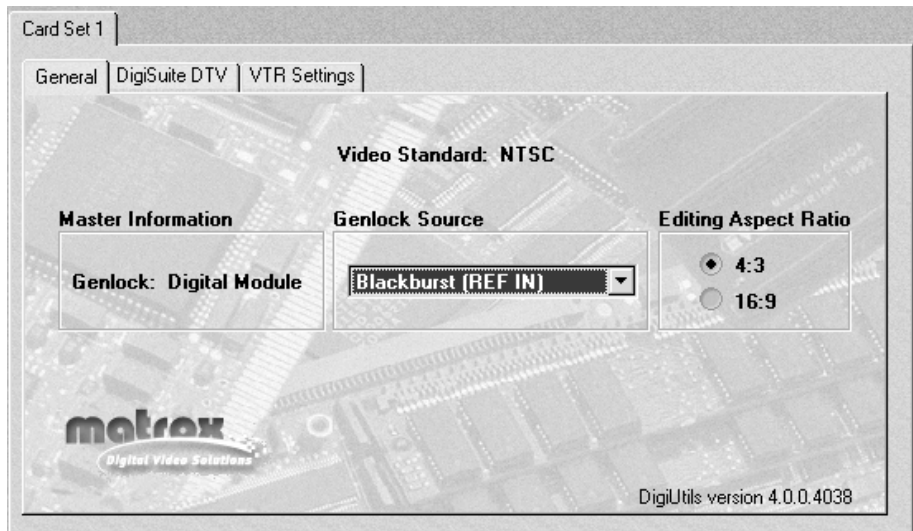 Card Set 1
General DigiSuite DTV VTR Settings
Video Standard: NTSC
Master Information Genlock Source Editing Aspect Ratio
Genlock: Digital Module Blackburst (REF IN) 4:3
16:9
matrox
Digital Video Solutions
DigiUtils version 4.0.0.4038